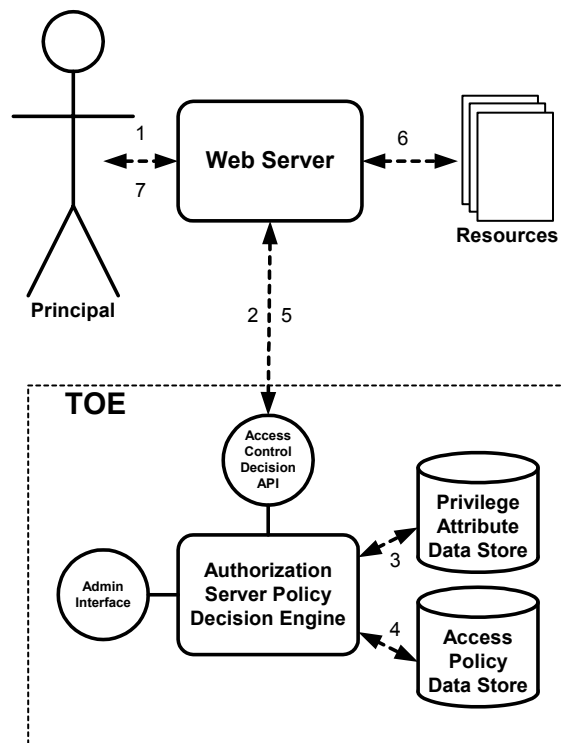 1
7
Web Server
6
Resources
Principal
2
5
TOE
Access
Control
Decision
API
Privilege
Attribute
Data Store
3
Authorization
Server Policy
Decision Engine
Admin
Interface
4
Access
Policy
Data Store